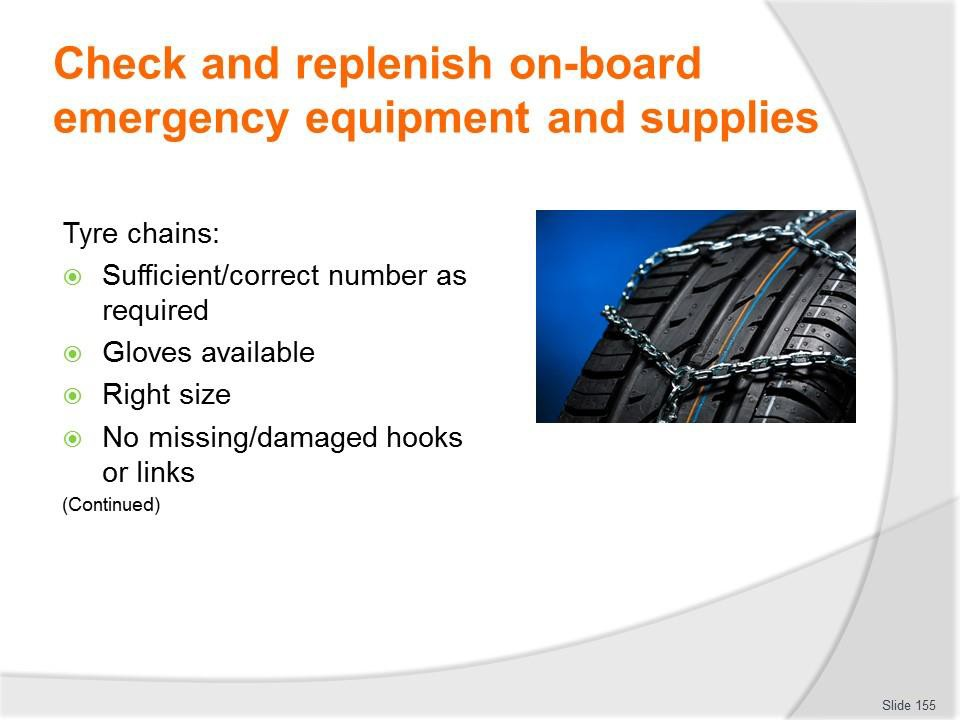 Check and replenish on-board
emergency equipment and supplies
Tyre chains:
Sufficient/correct number as
required
Gloves available
Right size
No missing/damaged hooks
or links
(Continued)
Slide 155